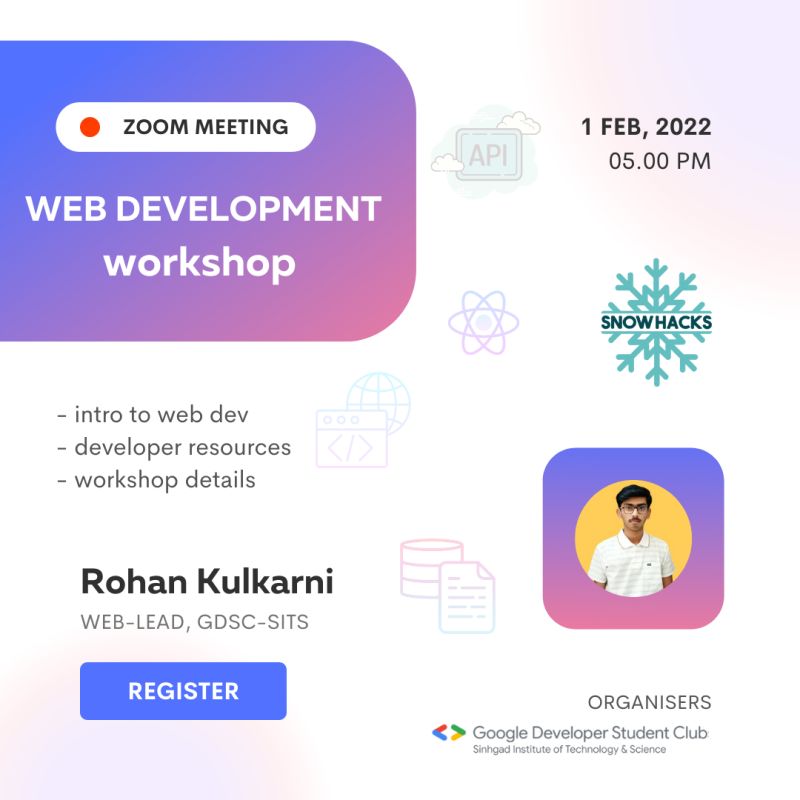 ZOOM MEETING
WEB DEVELOPMENT
workshop
1 FEB, 2022
05.00 PM
API
SNOWHACKS
- intro to web dev
- developer resources
- workshop details
Rohan Kulkarni
WEB-LEAD, GDSC-SITS
REGISTER
ORGANISERS
Google Developer Student Club
Sinhgad Institute of Technology & Science